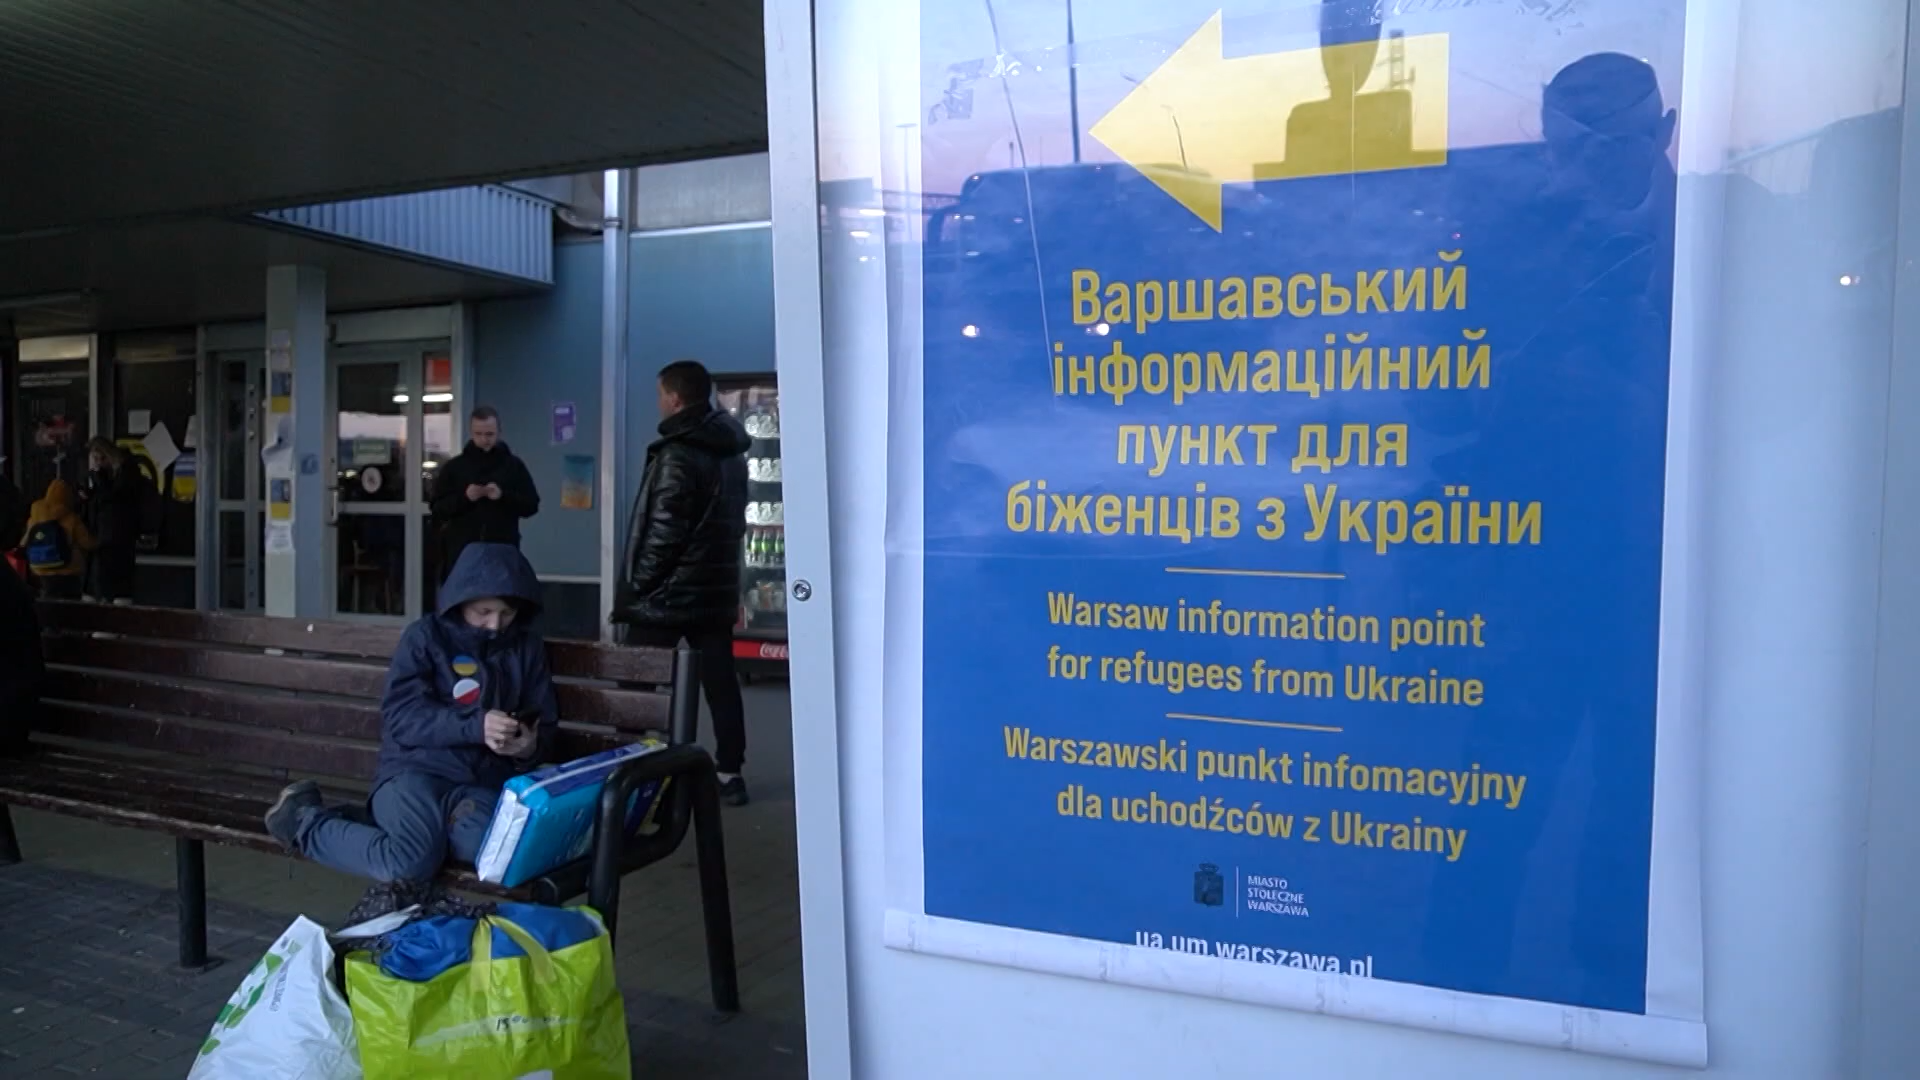 Варшавський
інформаційний
пункт для
біженців з України
Warsaw information point
for refugees from Ukraine
Warszawski punkt infomacyjny
dla uchodźców z Ukrainy
MIASTO
STOŁECZNE
WARSZAWA
ua.um.warszawa.pl